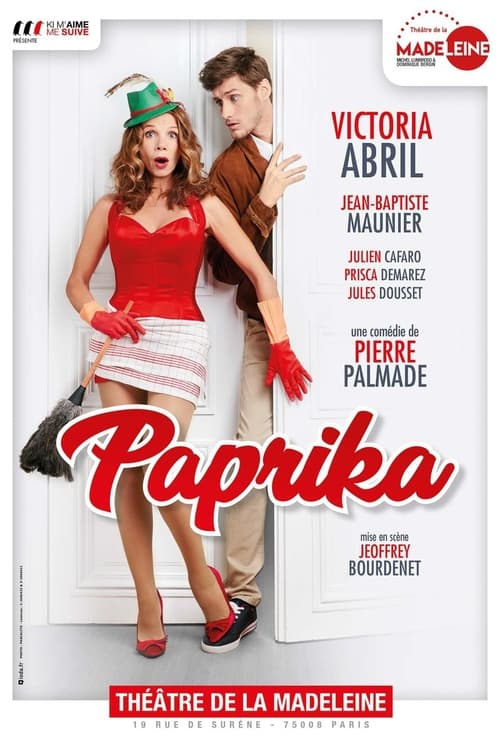 KI M'AIME
ME SUIVE
PRÉSENTE
Théâtre de la
MADELEINE
VICTORIA
ABRIL
JEAN-BAPTISTE
MAUNIER
JULIEN CAFARO
PRISCA DEMAREZ
JULES DOUSSET
une comédie de
PIERRE
PALMADE
Paprika
mise en scène
JEOFFREY
BOURDENET
THÉÂTRE DE LA MADELEINE
19 RUE DE SURÈNE - 75008 PARIS